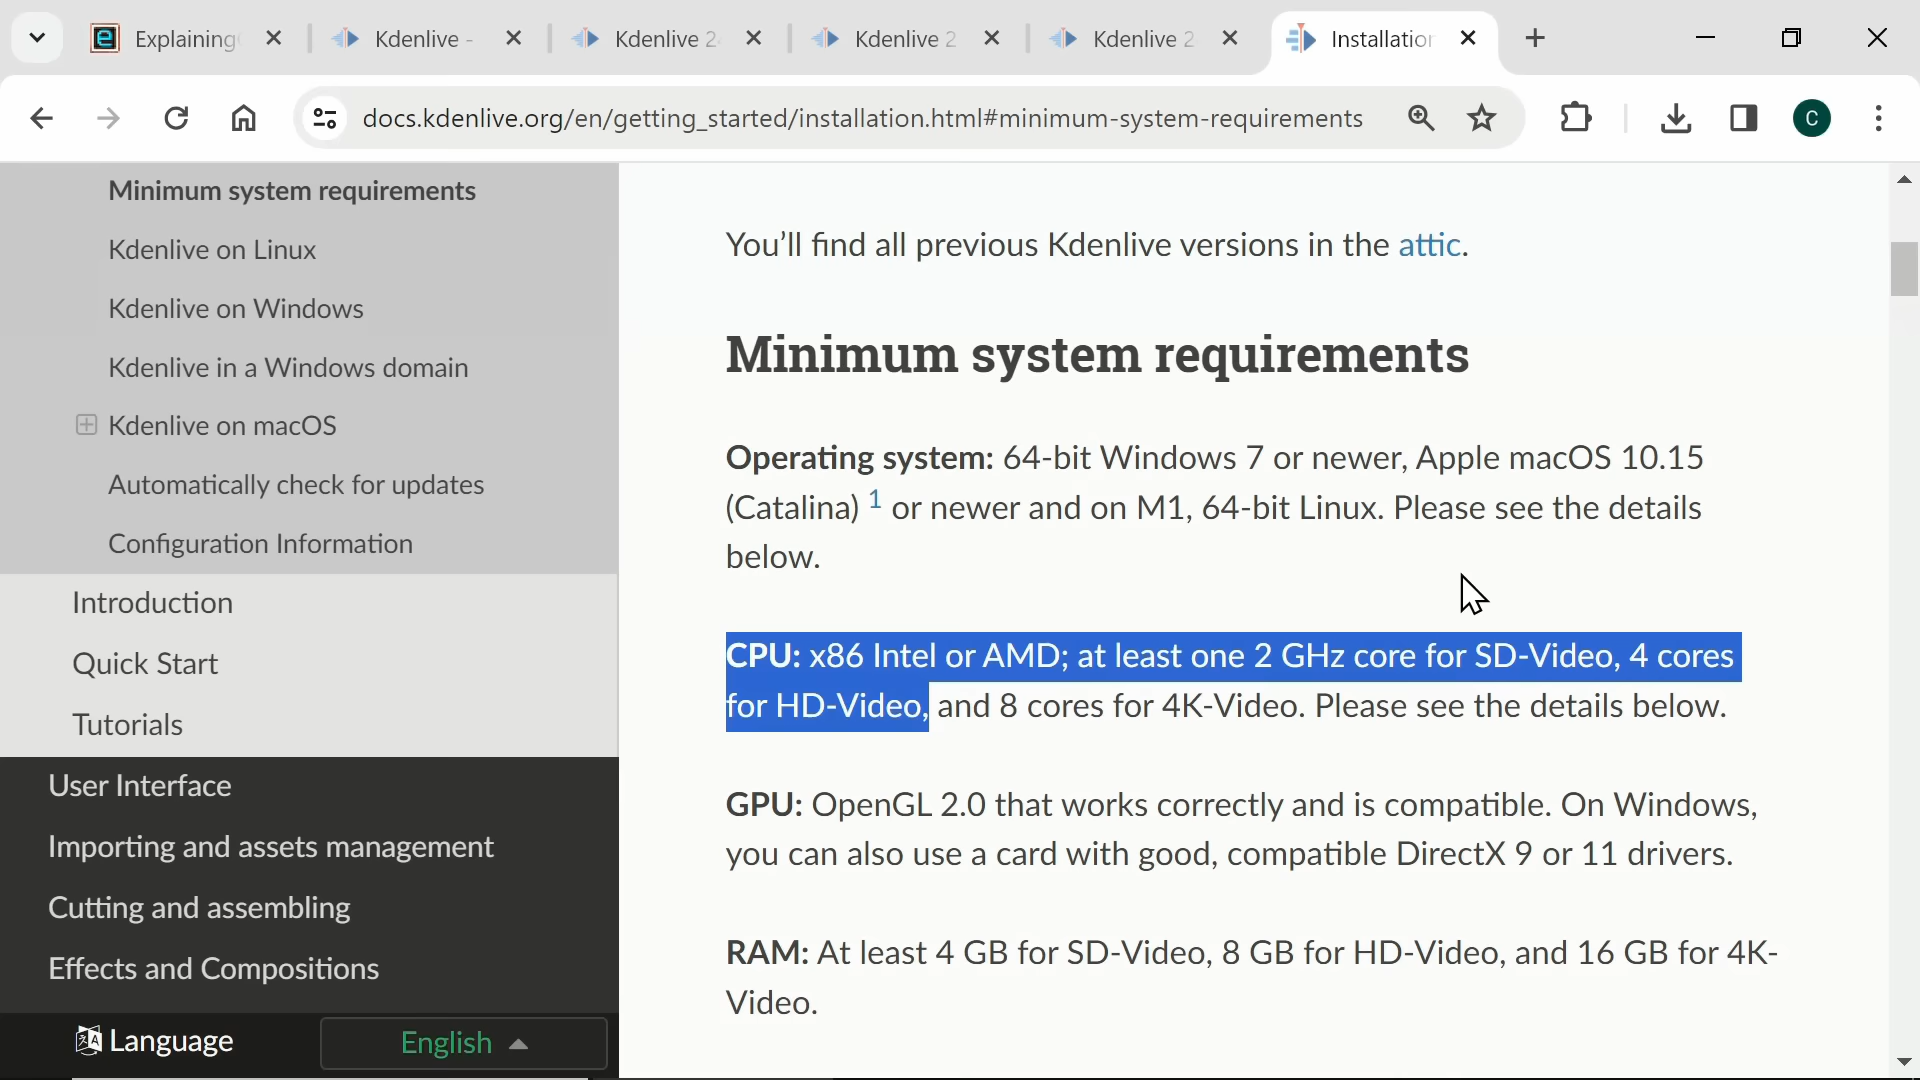 Explaining
Kdenlive -
Kdenlive 2
Kdenlive 2
Kdenlive 2
Installation
docs.kdenlive.org/en/getting_started/installation.html#minimum-system-requirements
C
Minimum system requirements
Kdenlive on Linux
Kdenlive on Windows
Kdenlive in a Windows domain
Kdenlive on macOS
Automatically check for updates
Configuration Information
Introduction
Quick Start
Tutorials
User Interface
Importing and assets management
Cutting and assembling
Effects and Compositions
Language
English
You’ll find all previous Kdenlive versions in the attic.
Minimum system requirements
Operating system: 64-bit Windows 7 or newer, Apple macOS 10.15
(Catalina) 1 or newer and on M1, 64-bit Linux. Please see the details
below.
CPU: x86 Intel or AMD; at least one 2 GHz core for SD-Video, 4 cores
for HD-Video, and 8 cores for 4K-Video. Please see the details below.
GPU: OpenGL 2.0 that works correctly and is compatible. On Windows,
you can also use a card with good, compatible DirectX 9 or 11 drivers.
RAM: At least 4 GB for SD-Video, 8 GB for HD-Video, and 16 GB for 4K-
Video.